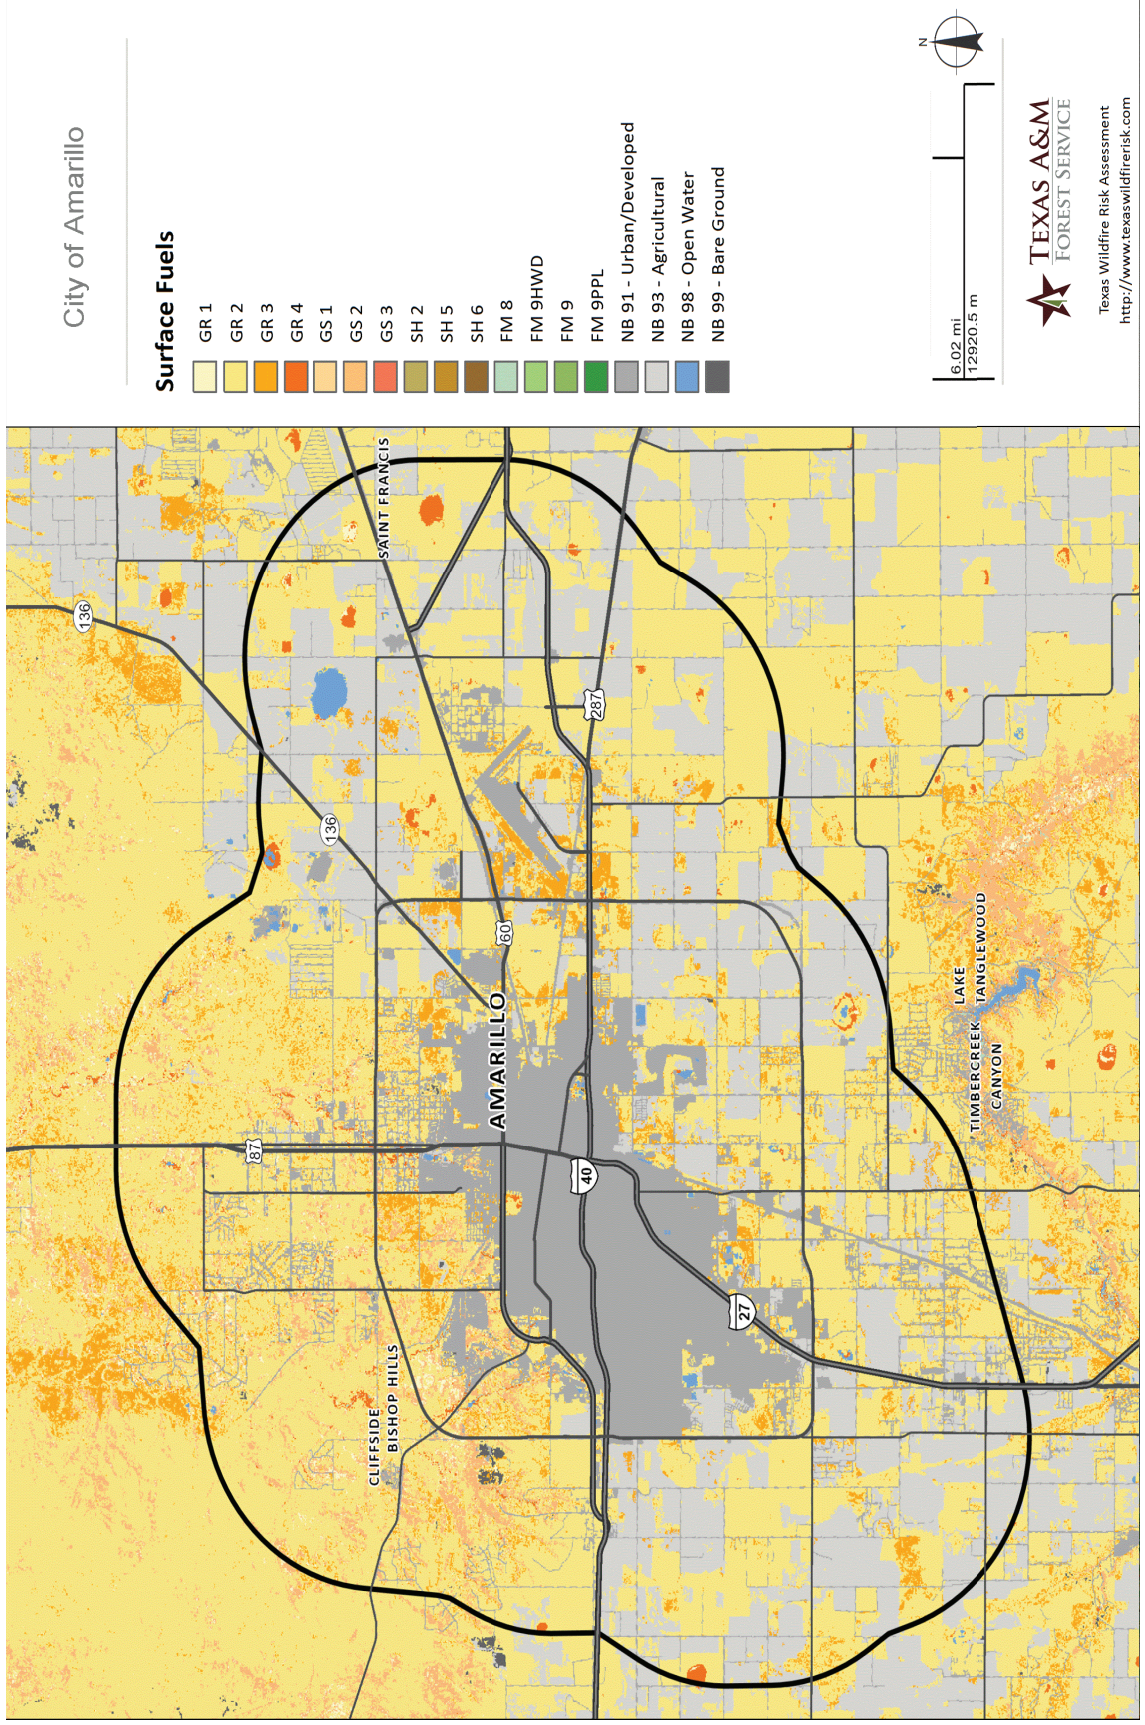 City of Amarillo
Surface Fuels
GR 1
GR 2
GR 3
GR 4
GS 1
GS 2
GS 3
SH 2
SH 5
SH 6
FM 8
FM 9HWD
FM 9
FM 9PPL
NB 91 - Urban/Developed
NB 93 - Agricultural
NB 98 - Open Water
NB 99 - Bare Ground
N
6.02 mi
12920.5 m
TEXAS A&M
FOREST SERVICE
Texas Wildfire Risk Assessment
http://www.texaswildfirerisk.com
136
136
87
SAINT FRANCIS
CLIFFSIDE
BISHOP HILLS
AMARILLO
60
287
40
27
LAKE
TANGLEWOOD
TIMBERCREEK
CANYON